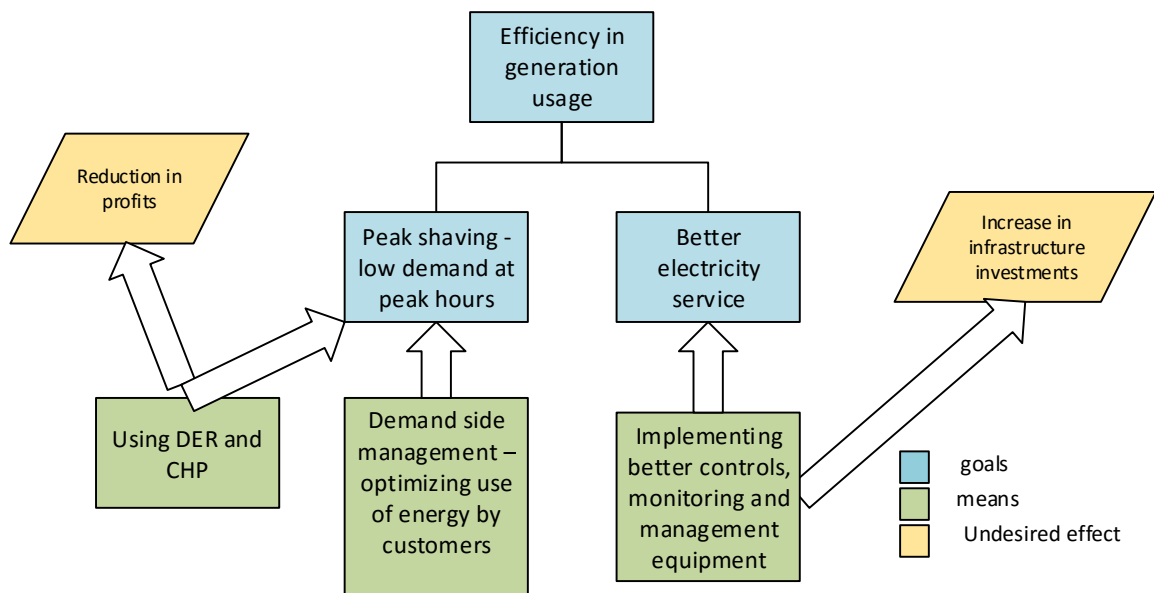 Efficiency in
generation
usage
Reduction in
profits
Peak shaving -
low demand at
peak hours
Better
electricity
service
Increase in
infrastructure
investments
Using DER and
CHP
Demand side
management –
optimizing use
of energy by
customers
Implementing
better controls,
monitoring and
management
equipment
goals
means
Undesired effect